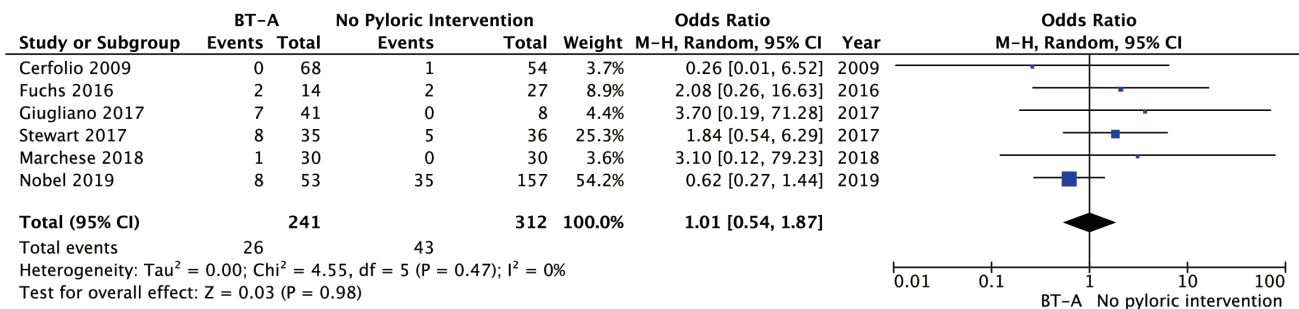 BT-A No Pyloric Intervention Odds Ratio Odds Ratio
Study or Subgroup Events Total Events Total Weight M-H, Random, 95% CI Year M-H, Random, 95% CI
Cerfolio 2009 0 68 1 54 3.7% 0.26 [0.01, 6.52] 2009
Fuchs 2016 2 14 2 27 8.9% 2.08 [0.26, 16.63] 2016
Giugliano 2017 7 41 0 8 4.4% 3.70 [0.19, 71.28] 2017
Stewart 2017 8 35 5 36 25.3% 1.84 [0.54, 6.29] 2017
Marchese 2018 1 30 0 30 3.6% 3.10 [0.12, 79.23] 2018
Nobel 2019 8 53 35 157 54.2% 0.62 [0.27, 1.44] 2019
Total (95% CI) 241 312 100.0% 1.01 [0.54, 1.87]
Total events 26 43
Heterogeneity: Tau² = 0.00; Chi² = 4.55, df = 5 (P = 0.47); I² = 0%
Test for overall effect: Z = 0.03 (P = 0.98)
0.01 0.1 1 10 100
BT-A No pyloric intervention